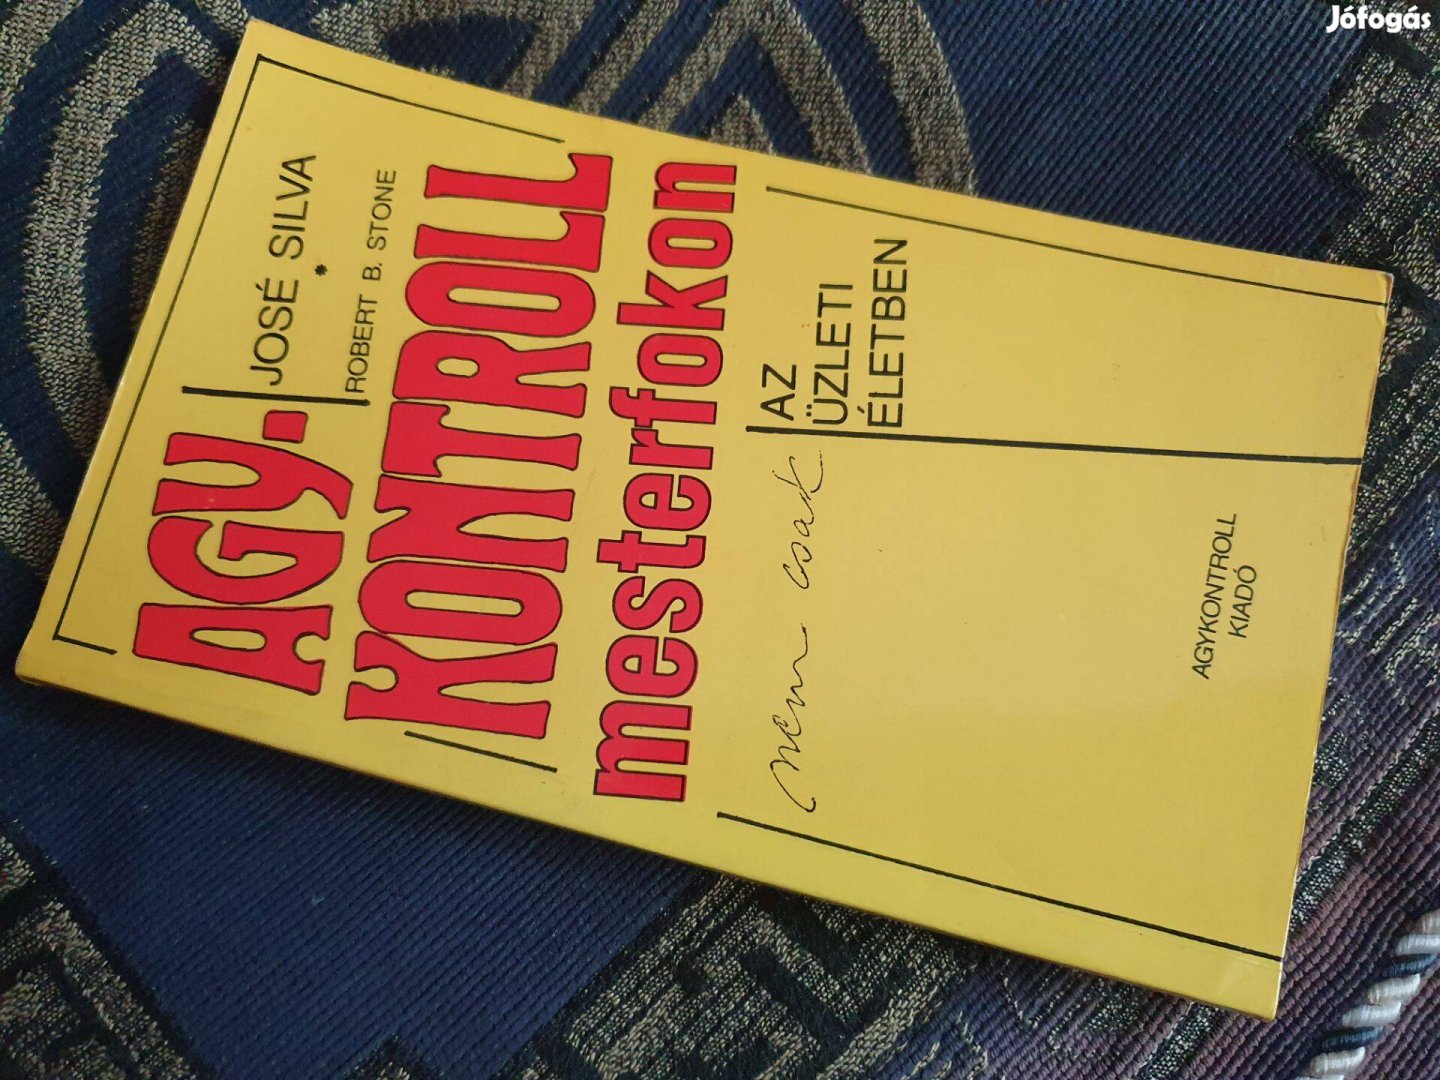 JOSÉ SILVA
*
ROBERT B. STONE
AGY.
KONTROLL
mesterfokon
nem csak
AZ
ÜZLETI
ÉLETBEN
AGYKONTROLL
KIADÓ
Jófogás